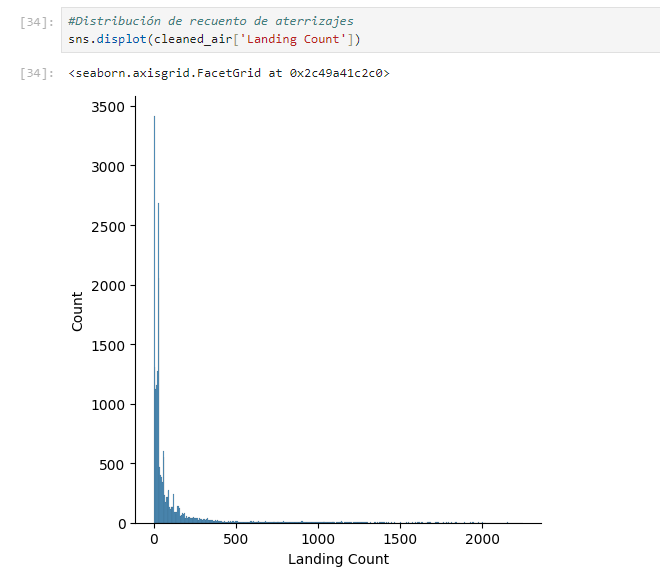 [34]: #Distribución de recuento de aterrizajes
sns.displot(cleaned_air['Landing Count'])
[34]: <seaborn.axisgrid.FacetGrid at 0x2c49a41c2c0>
3500
3000
2500
2000
1500
1000
500
0
Count
0 500 1000 1500 2000
Landing Count